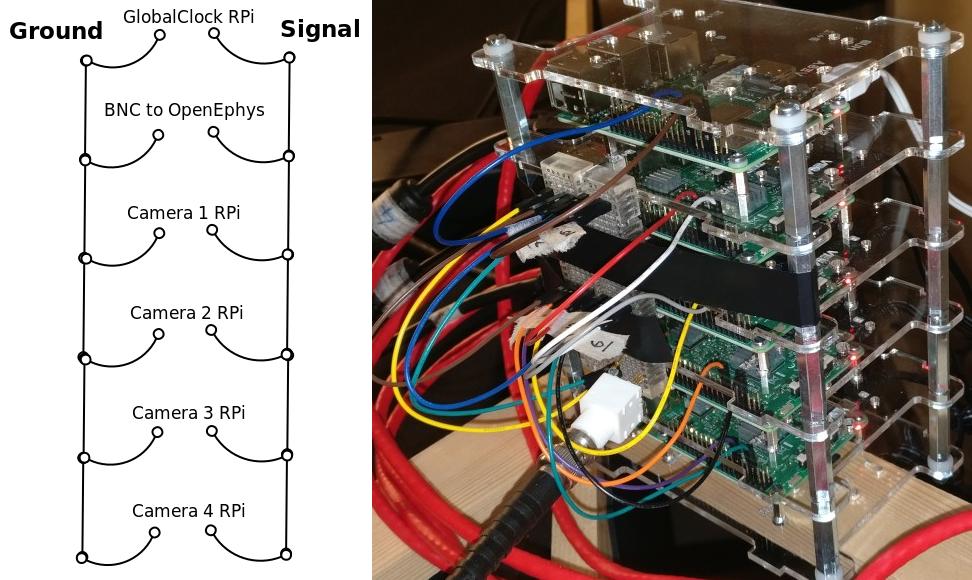 GlobalClock RPi
Ground
Signal
BNC to OpenEphys
Camera 1 RPi
Camera 2 RPi
Camera 3 RPi
Camera 4 RPi